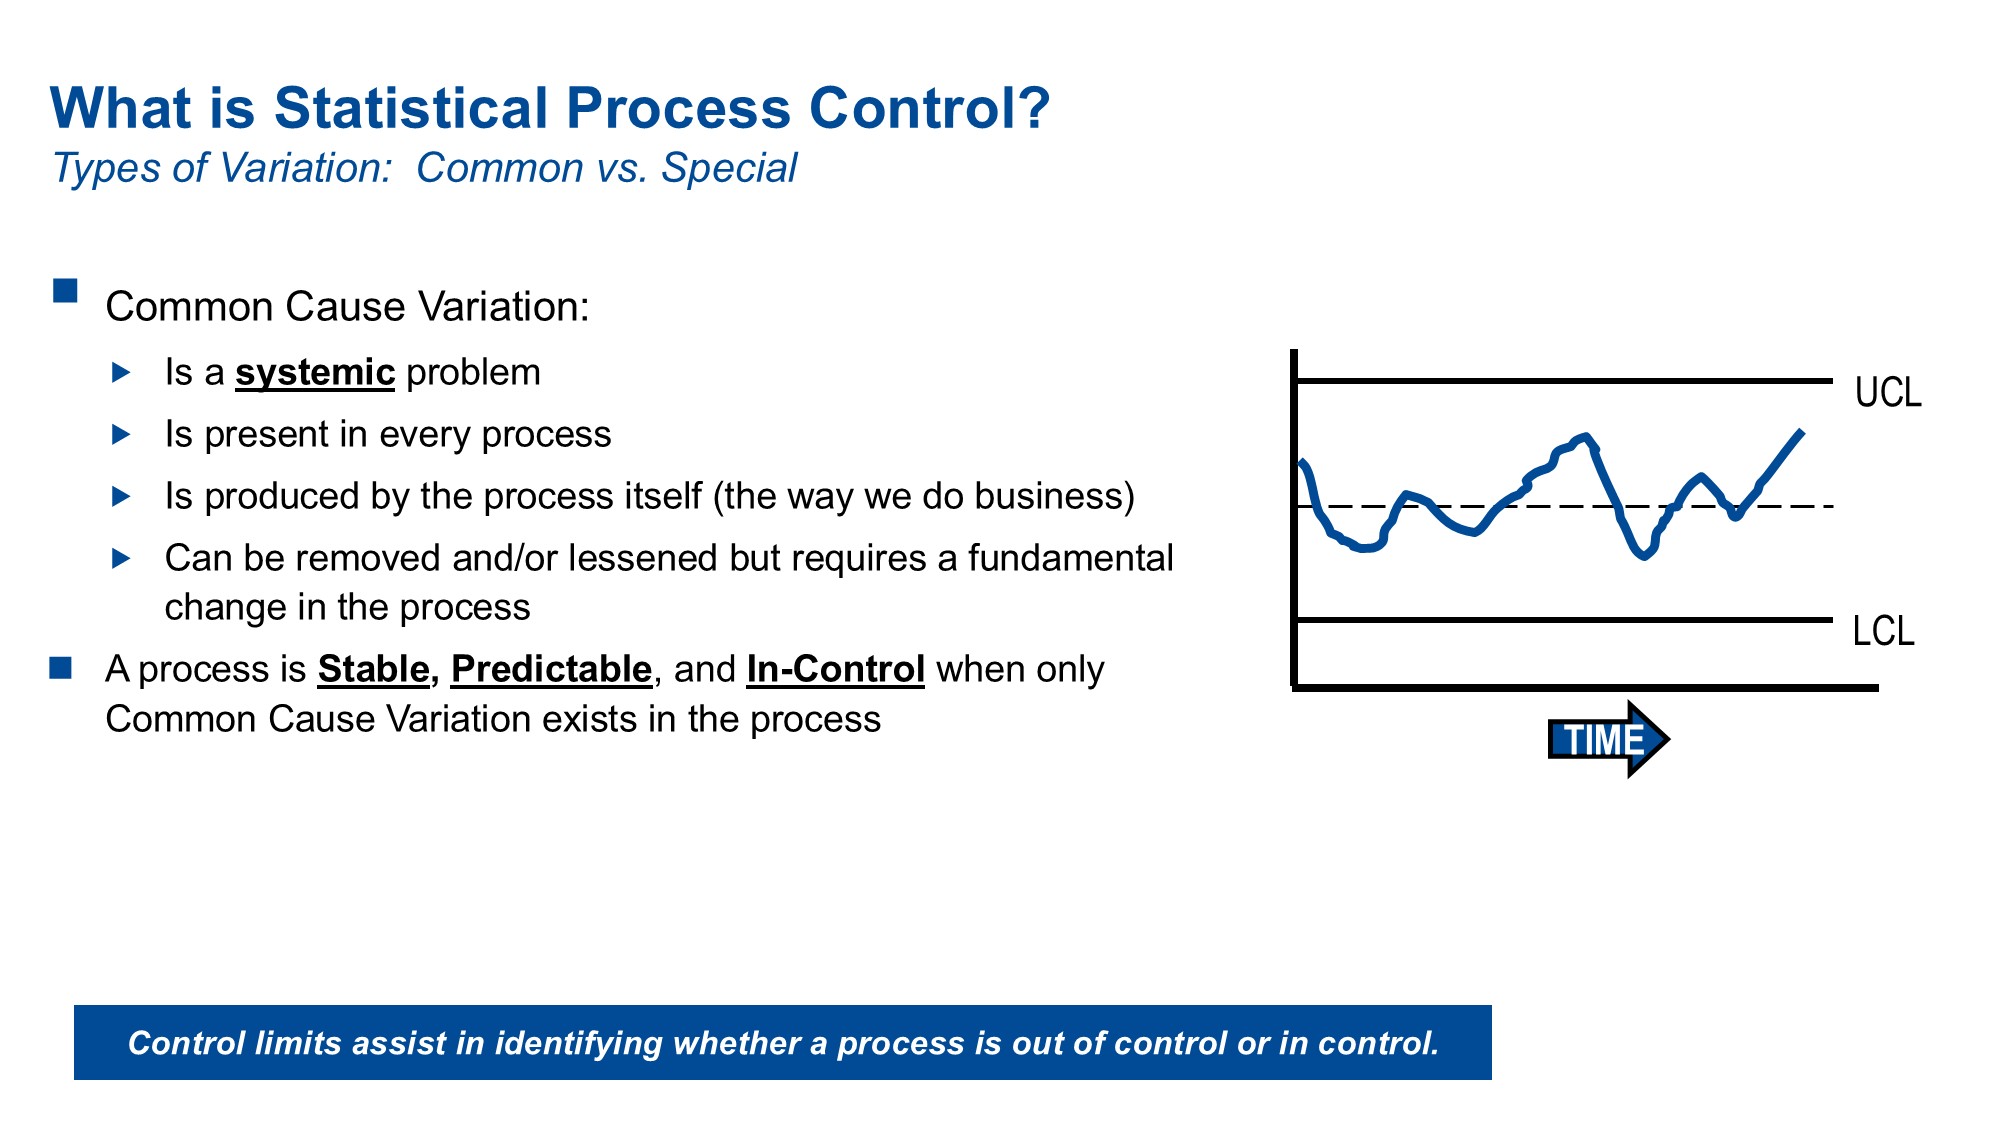 What is Statistical Process Control?
Types of Variation:  Common vs. Special
Common Cause Variation:
Is a systemic problem
Is present in every process
Is produced by the process itself (the way we do business)
Can be removed and/or lessened but requires a fundamental
change in the process
A process is Stable, Predictable, and In-Control when only
Common Cause Variation exists in the process
UCL
LCL
TIME
Control limits assist in identifying whether a process is out of control or in control.